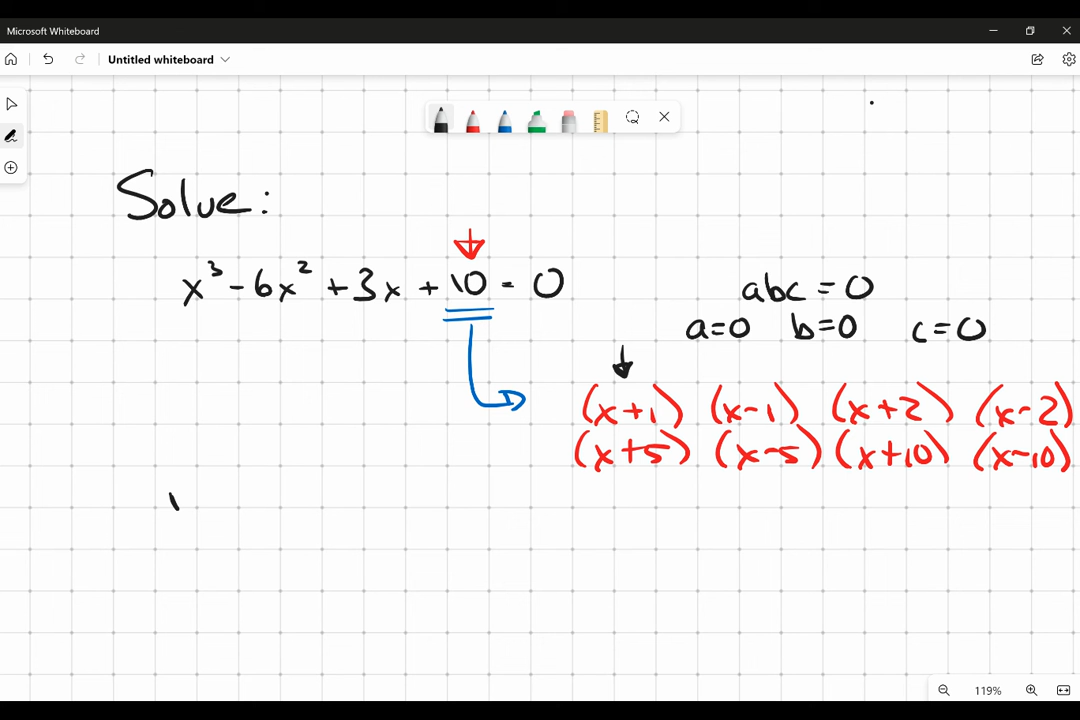 Microsoft Whiteboard
Untitled whiteboard
Solve:
x³ - 6x² + 3x + 10 = 0
abc = 0
a=0 b=0 c=0
(x+1) (x-1) (x+2) (x-2)
(x+5) (x-5) (x+10) (x-10)
119%